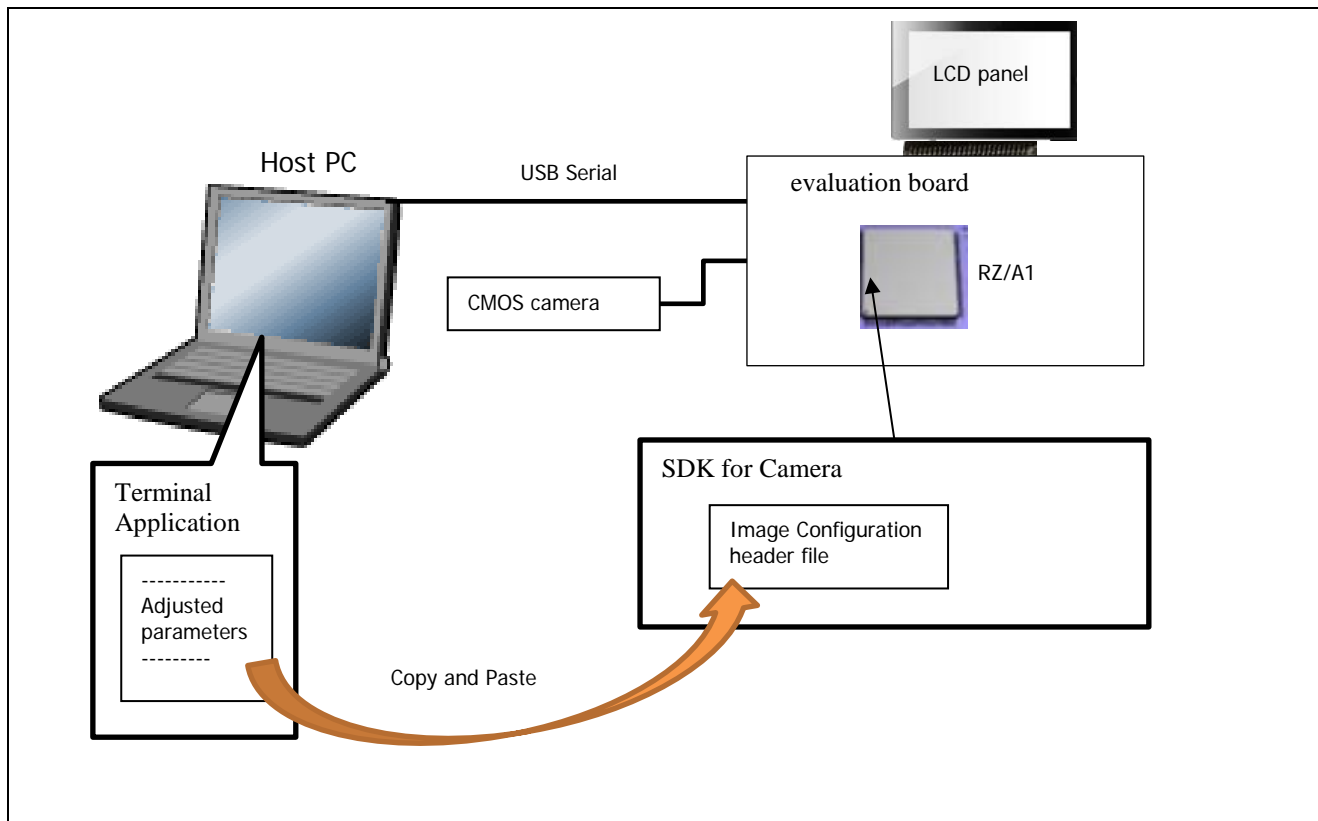 LCD panel
Host PC
USB Serial
evaluation board
RZ/A1
CMOS camera
SDK for Camera
Image Configuration
header file
Terminal
Application
-----------
Adjusted
parameters
---------
Copy and Paste